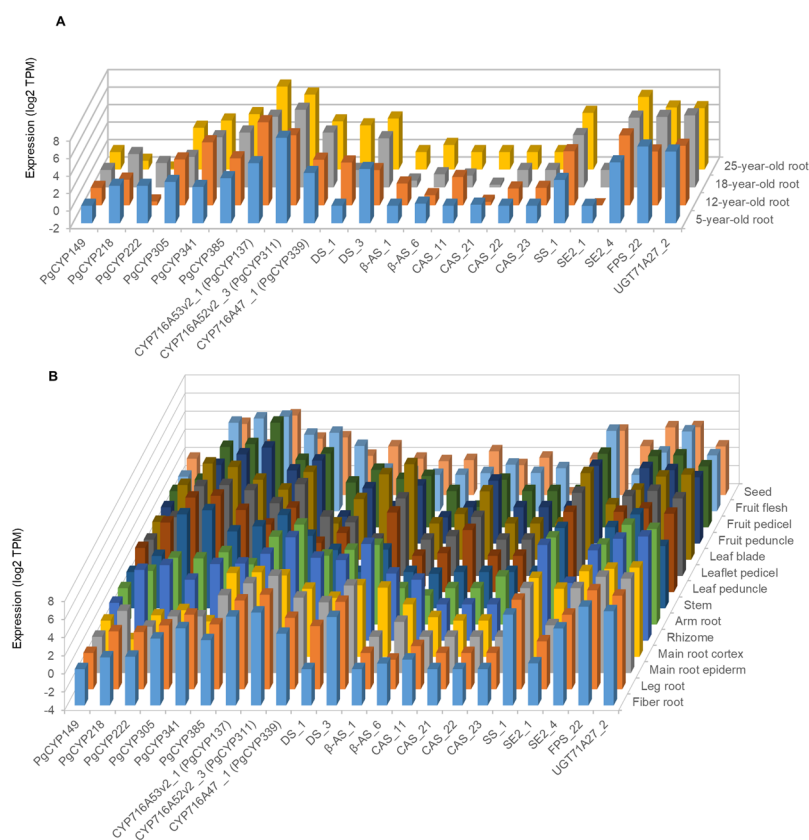 A
Expression (log2 TPM)
8
6
4
2
0
-2
25-year-old root
18-year-old root
12-year-old root
5-year-old root
PgCYP149
PgCYP218
PgCYP222
PgCYP305
PgCYP341
PgCYP385
CYP716A53v2_1 (PgCYP137)
CYP716A52v2 _3 (PgCYP311)
CYP716A47 _1 (PgCYP339)
DS_1
DS_3
β-AS_1
β-AS_6
CAS_11
CAS_21
CAS_22
CAS_23
SS_1
SE2_1
SE2_4
FPS_22
UGT71A27_2
B
Expression (log2 TPM)
8
6
4
2
0
-2
-4
Seed
Fruit flesh
Fruit pedicel
Fruit peduncle
Leaf blade
Leaflet pedicel
Leaf peduncle
Stem
Arm root
Rhizome
Main root cortex
Main root epiderm
Leg root
Fiber root
PgCYP149
PgCYP218
PgCYP222
PgCYP305
PgCYP341
PgCYP385
CYP716A53v2_1 (PgCYP137)
CYP716A52v2_3 (PgCYP311)
CYP716A47 _1 (PgCYP339)
DS_1
DS_3
β-AS_1
β-AS_6
CAS_11
CAS_21
CAS_22
CAS_23
SS_1
SE2_1
SE2_4
FPS_22
UGT71A27_2